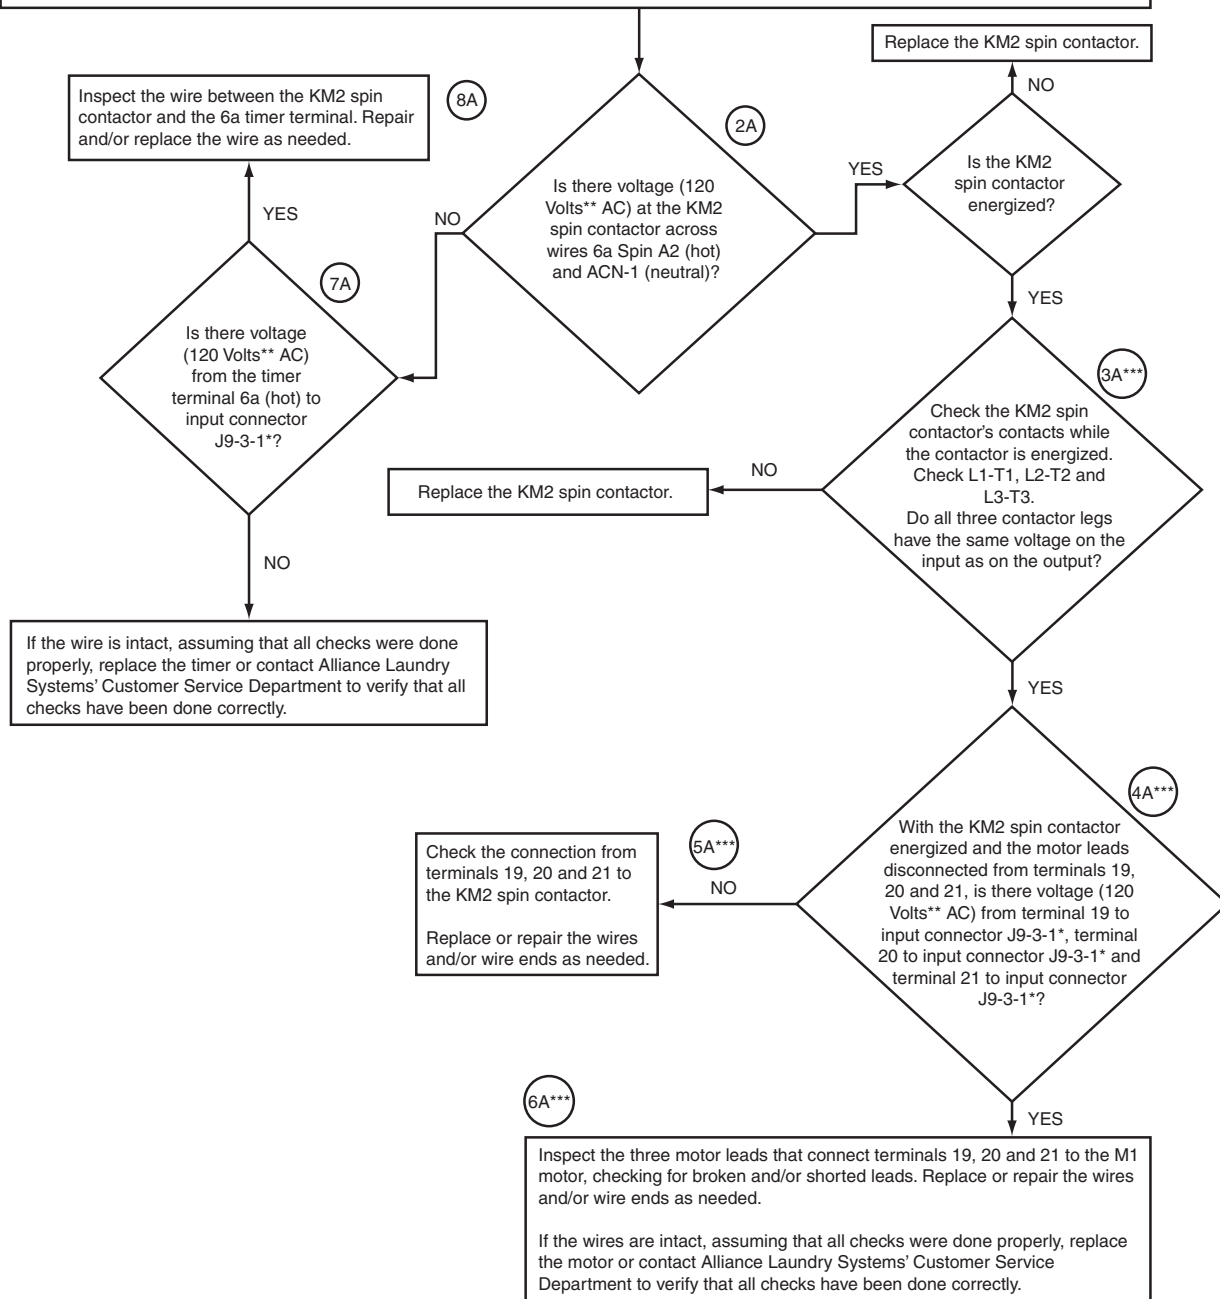 Replace the KM2 spin contactor.
NO
Inspect the wire between the KM2 spin
contactor and the 6a timer terminal. Repair
and/or replace the wire as needed.
8A
2A
Is the KM2
spin contactor
energized?
YES
Is there voltage (120
Volts** AC) at the KM2
spin contactor across
wires 6a Spin A2 (hot)
and ACN-1 (neutral)?
NO
YES
YES
7A
Is there voltage
(120 Volts** AC)
from the timer
terminal 6a (hot) to
input connector
J9-3-1*?
3A***
Check the KM2 spin
contactor’s contacts while
the contactor is energized.
Check L1-T1, L2-T2 and
L3-T3.
Do all three contactor legs
have the same voltage on the
input as on the output?
NO
Replace the KM2 spin contactor.
NO
If the wire is intact, assuming that all checks were done
properly, replace the timer or contact Alliance Laundry
Systems’ Customer Service Department to verify that all
checks have been done correctly.
YES
4A***
With the KM2 spin contactor
energized and the motor leads
disconnected from terminals 19,
20 and 21, is there voltage (120
Volts** AC) from terminal 19 to
input connector J9-3-1*, terminal
20 to input connector J9-3-1* and
terminal 21 to input connector
J9-3-1*?
5A***
NO
Check the connection from
terminals 19, 20 and 21 to
the KM2 spin contactor.
Replace or repair the wires
and/or wire ends as needed.
YES
6A***
Inspect the three motor leads that connect terminals 19, 20 and 21 to the M1
motor, checking for broken and/or shorted leads. Replace or repair the wires
and/or wire ends as needed.
If the wires are intact, assuming that all checks were done properly, replace
the motor or contact Alliance Laundry Systems’ Customer Service
Department to verify that all checks have been done correctly.